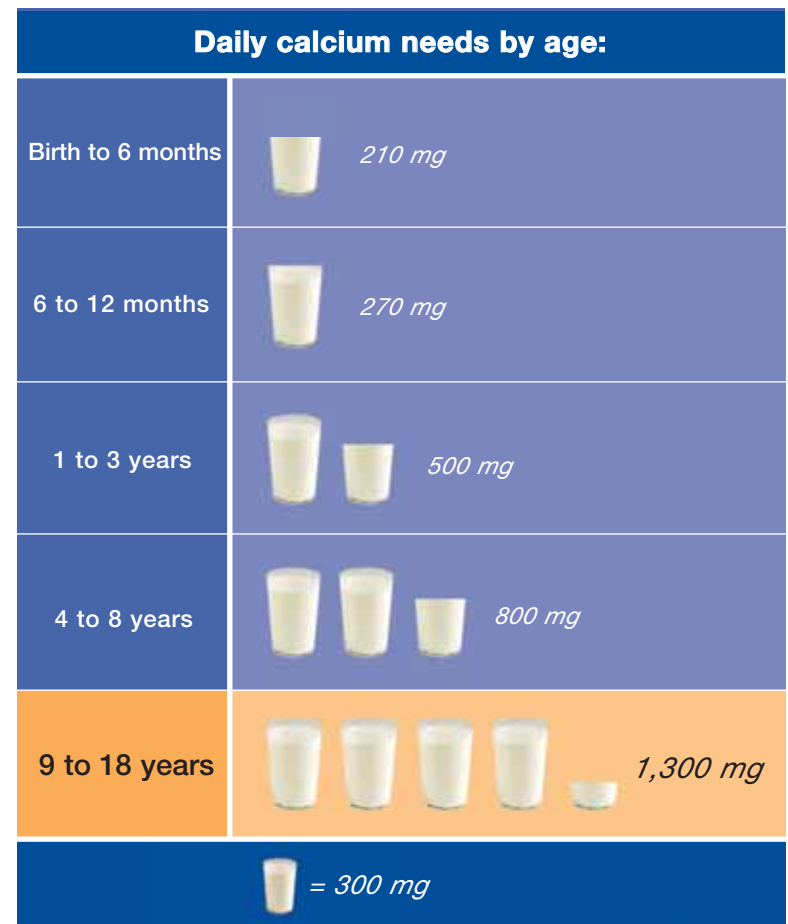 Daily calcium needs by age:
Birth to 6 months
210 mg
6 to 12 months
270 mg
1 to 3 years
500 mg
4 to 8 years
800 mg
9 to 18 years
1,300 mg
= 300 mg